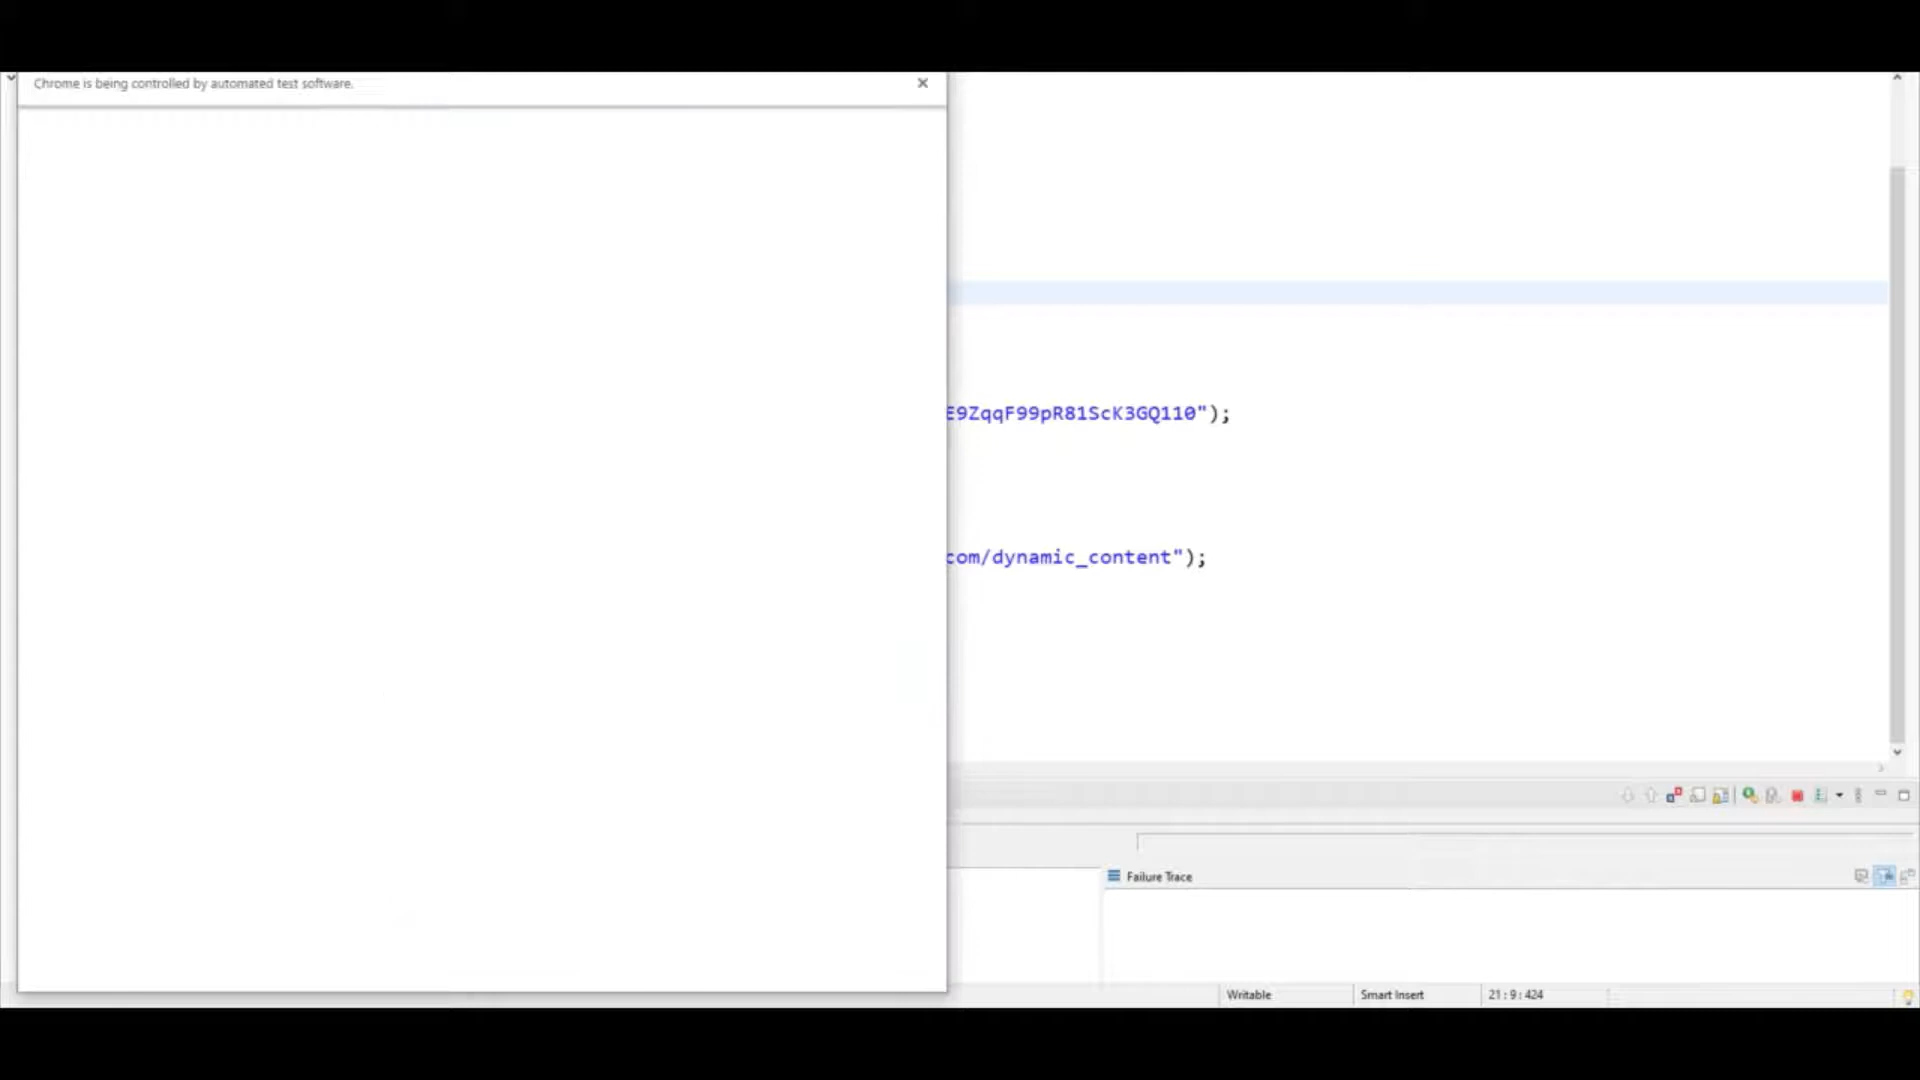 Chrome is being controlled by automated test software.
E9ZqqF99pR81ScK3GQ110");
com/dynamic_content");
Failure Trace
Writable
Smart Insert
21 : 9 : 424